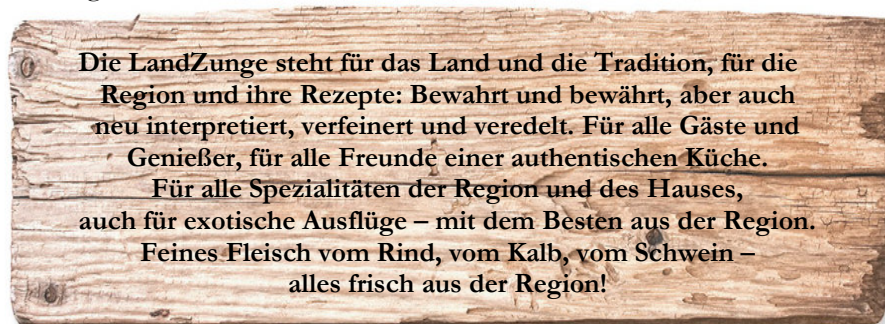 Die LandZunge steht für das Land und die Tradition, für die
Region und ihre Rezepte: Bewahrt und bewährt, aber auch
neu interpretiert, verfeinert und veredelt. Für alle Gäste und
Genießer, für alle Freunde einer authentischen Küche.
Für alle Spezialitäten der Region und des Hauses,
auch für exotische Ausflüge – mit dem Besten aus der Region.
Feines Fleisch vom Rind, vom Kalb, vom Schwein –
alles frisch aus der Region!